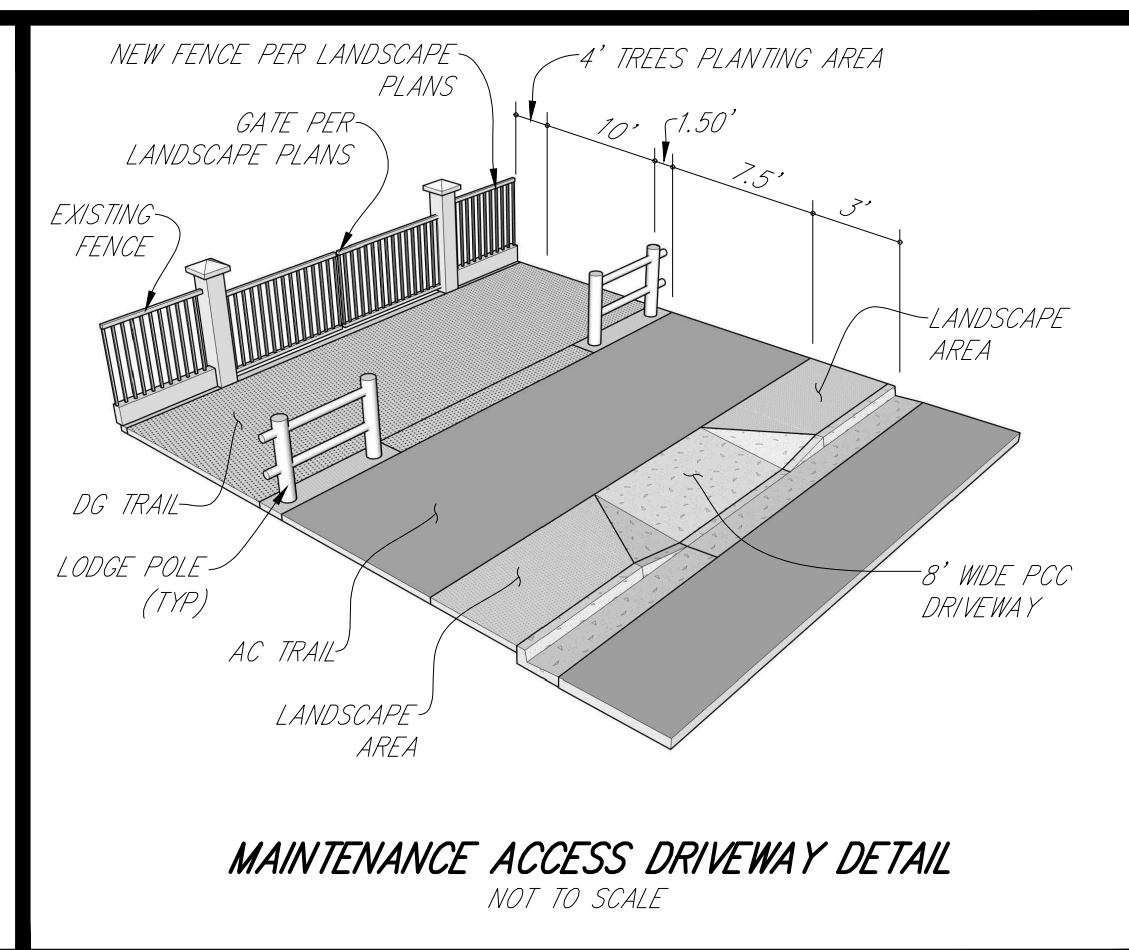 NEW FENCE PER LANDSCAPE
PLANS
4' TREES PLANTING AREA
GATE PER
LANDSCAPE PLANS
10'
1.50'
7.5'
3'
EXISTING
FENCE
LANDSCAPE
AREA
DG TRAIL
LODGE POLE
(TYP)
8' WIDE PCC
DRIVEWAY
AC TRAIL
LANDSCAPE
AREA
MAINTENANCE ACCESS DRIVEWAY DETAIL
NOT TO SCALE